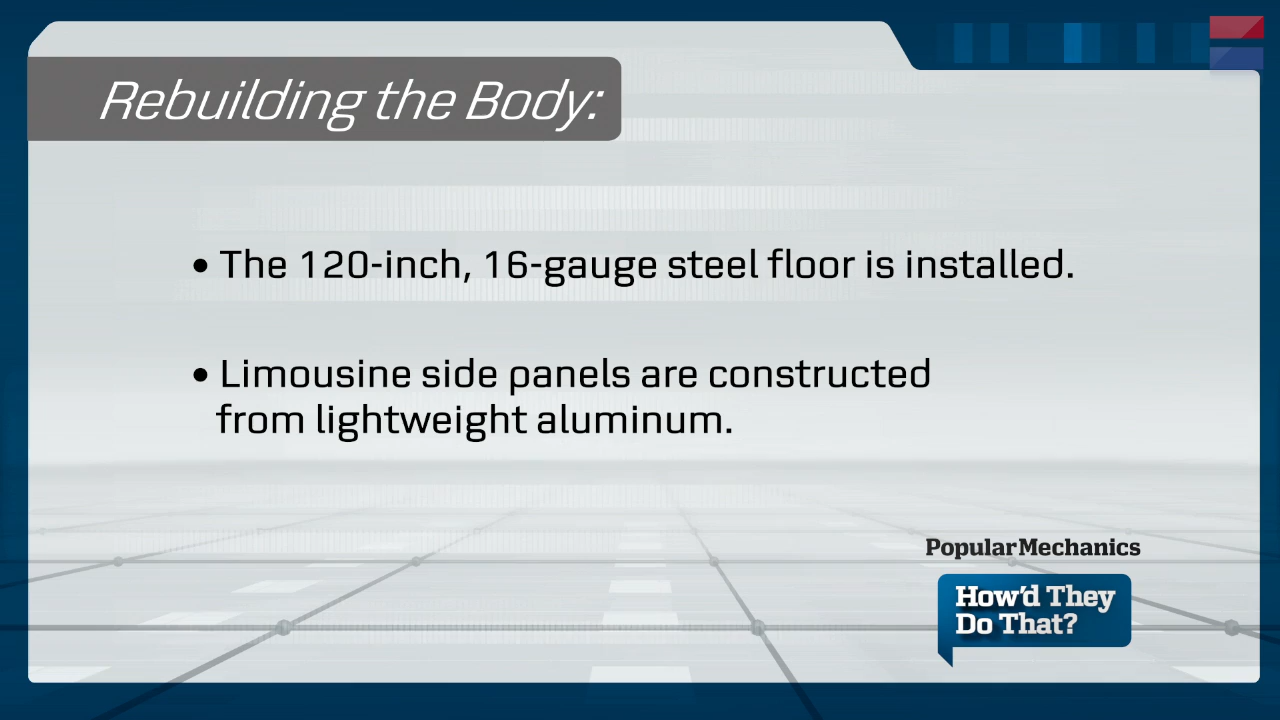 Rebuilding the Body:
• The 120-inch, 16-gauge steel floor is installed.
• Limousine side panels are constructed
from lightweight aluminum.
PopularMechanics
How'd They
Do That?